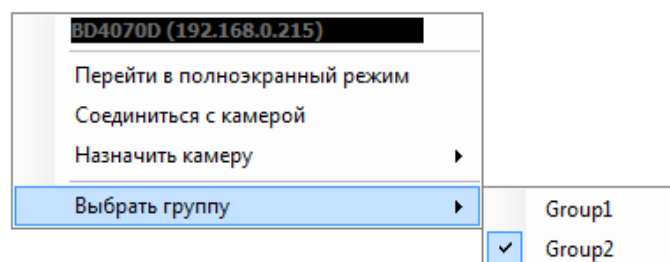 BD4070D (192.168.0.215)
Перейти в полноэкранный режим
Соединиться с камерой
Назначить камеру
Выбрать группу
Group1
Group2